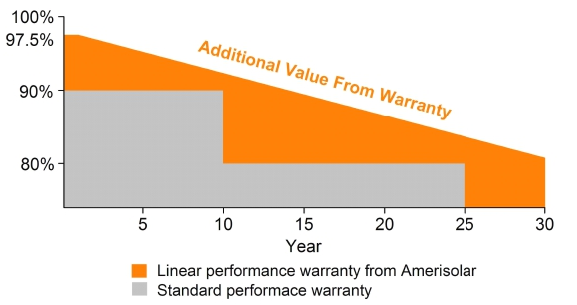 100%
97.5%
90%
80%
Additional Value From Warranty
5 10 15 20 25 30
Year
Linear performance warranty from Amerisolar
Standard performace warranty